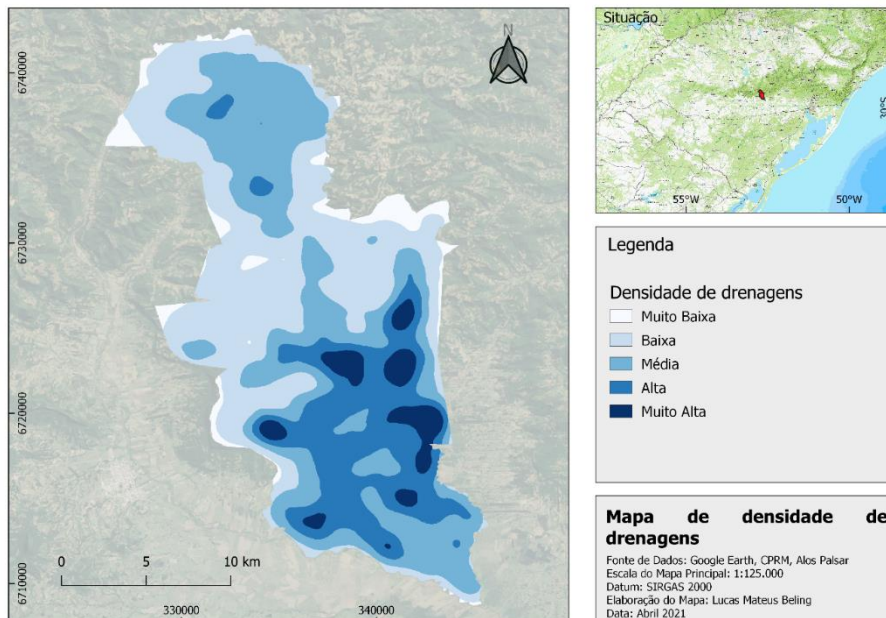 N
6740000
6730000
6720000
6710000
0 5 10 km
330000
340000
Situação
30°S
55°W
50°W
Legenda
Densidade de drenagens
Muito Baixa
Baixa
Média
Alta
Muito Alta
Mapa de densidade de
drenagens
Fonte de Dados: Google Earth, CPRM, Alos Palsar
Escala do Mapa Principal: 1:125.000
Datum: SIRGAS 2000
Elaboração do Mapa: Lucas Mateus Beling
Data: Abril 2021